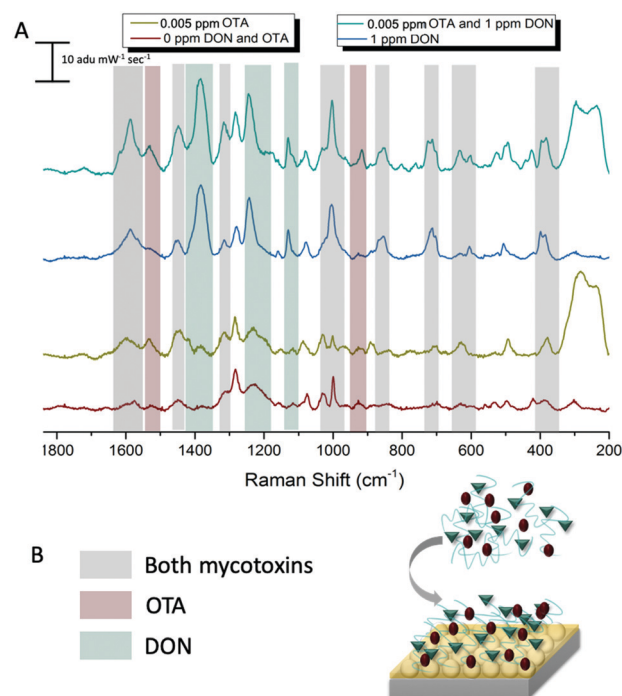 A
0.005 ppm OTA
0 ppm DON and OTA
0.005 ppm OTA and 1 ppm DON
1 ppm DON
10 adu mW⁻¹ sec⁻¹
1800 1600 1400 1200 1000 800 600 400 200
Raman Shift (cm⁻¹)
B
Both mycotoxins
OTA
DON